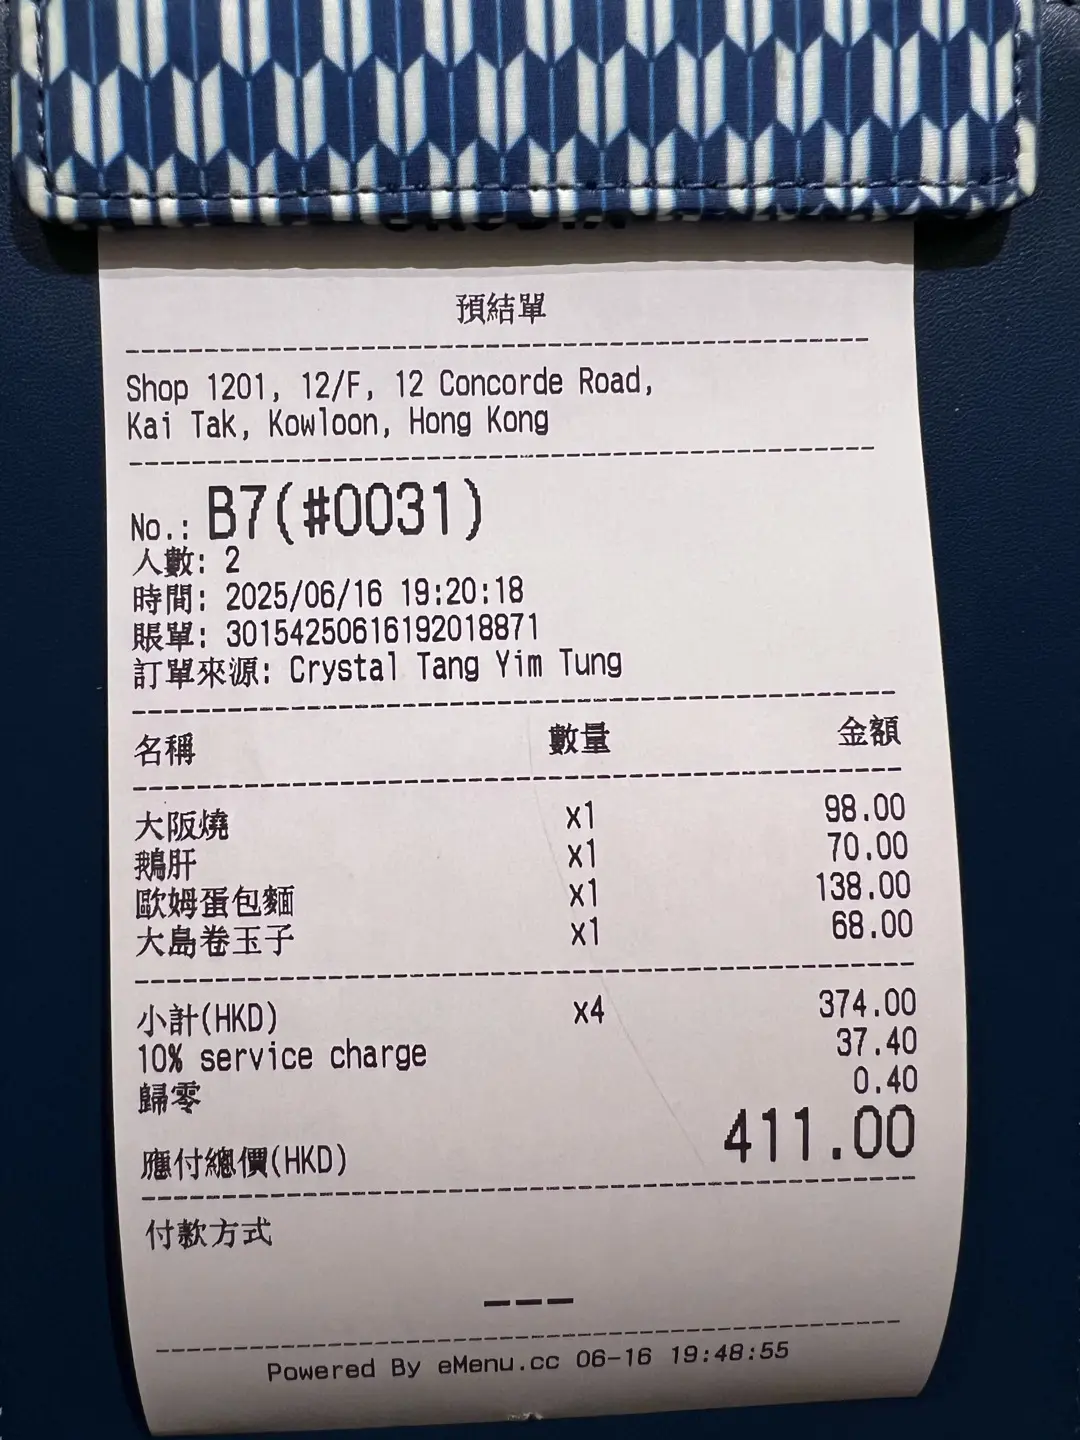 預結單
Shop 1201, 12/F, 12 Concorde Road,
Kai Tak, Kowloon, Hong Kong
No.: B7(#0031)
人數: 2
時間: 2025/06/16 19:20:18
賬單: 30154250616192018871
訂單來源: Crystal Tang Yim Tung
名稱 數量 金額
大阪燒 x1 98.00
鵝肝 x1 70.00
歐姆蛋包麵 x1 138.00
大島卷玉子 x1 68.00
小計(HKD) x4 374.00
10% service charge 37.40
歸零 0.40
應付總價(HKD) 411.00
付款方式
---
Powered By eMenu.cc 06-16 19:48:55